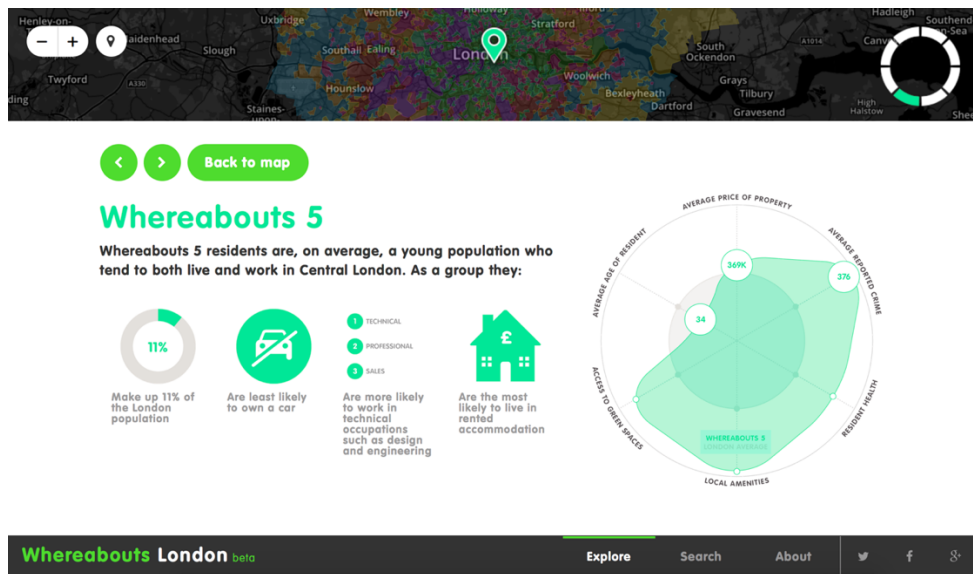 Henley-on-
Uxbridge
Wembley
Stratford
Hadleigh
Southend-
on-Sea
− +
aidenhead
Slough
Southall
Ealing
London
South
Ockendon
A1014
Canv
Twyford
A330
Hounslow
Woolwich
Bexleyheath
Dartford
Grays
Tilbury
Gravesend
High
Halstow
Shee
ding
Staines-
upon-
< > Back to map
Whereabouts 5
Whereabouts 5 residents are, on average, a young population who
tend to both live and work in Central London. As a group they:
11%
Make up 11% of
the London
population
Are least likely
to own a car
1 TECHNICAL
2 PROFESSIONAL
3 SALES
Are more likely
to work in
technical
occupations
such as design
and engineering
£
Are the most
likely to live in
rented
accommodation
AVERAGE PRICE OF PROPERTY
AVERAGE REPORTED CRIME
RESIDENT HEALTH
LOCAL AMENITIES
ACCESS TO GREEN SPACES
AVERAGE AGE OF RESIDENT
369K
376
34
WHEREABOUTS 5
LONDON AVERAGE
Whereabouts London beta
Explore Search About